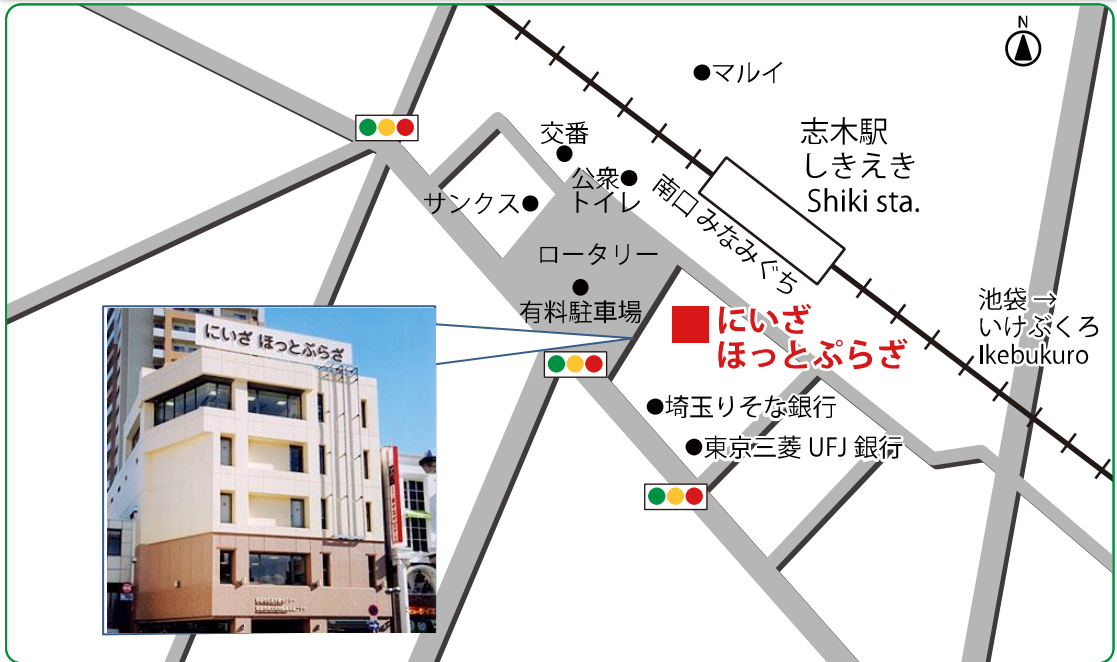 N
マルイ
志木駅
しきえき
Shiki sta.
交番
公衆
トイレ
サンクス
南口 みなみぐち
ロータリー
有料駐車場
池袋 →
いけぶくろ
Ikebukuro
にいざ
ほっとぷらざ
にいざ ほっとぷらざ
埼玉りそな銀行
東京三菱 UFJ 銀行